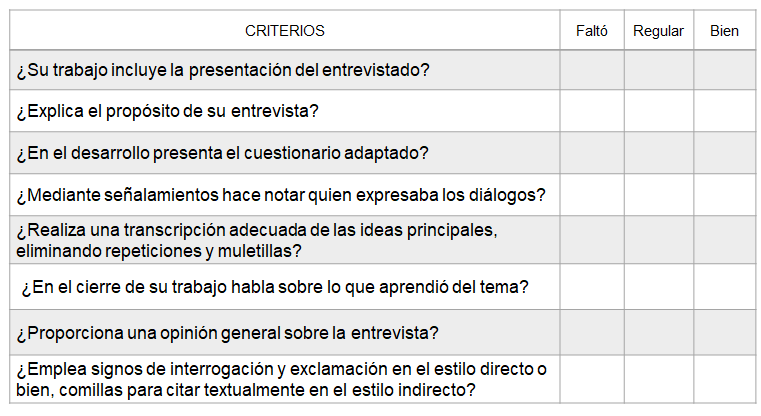 CRITERIOS Faltó Regular Bien
¿Su trabajo incluye la presentación del entrevistado?
¿Explica el propósito de su entrevista?
¿En el desarrollo presenta el cuestionario adaptado?
¿Mediante señalamientos hace notar quien expresaba los diálogos?
¿Realiza una transcripción adecuada de las ideas principales,
eliminando repeticiones y muletillas?
¿En el cierre de su trabajo habla sobre lo que aprendió del tema?
¿Proporciona una opinión general sobre la entrevista?
¿Emplea signos de interrogación y exclamación en el estilo directo o
bien, comillas para citar textualmente en el estilo indirecto?